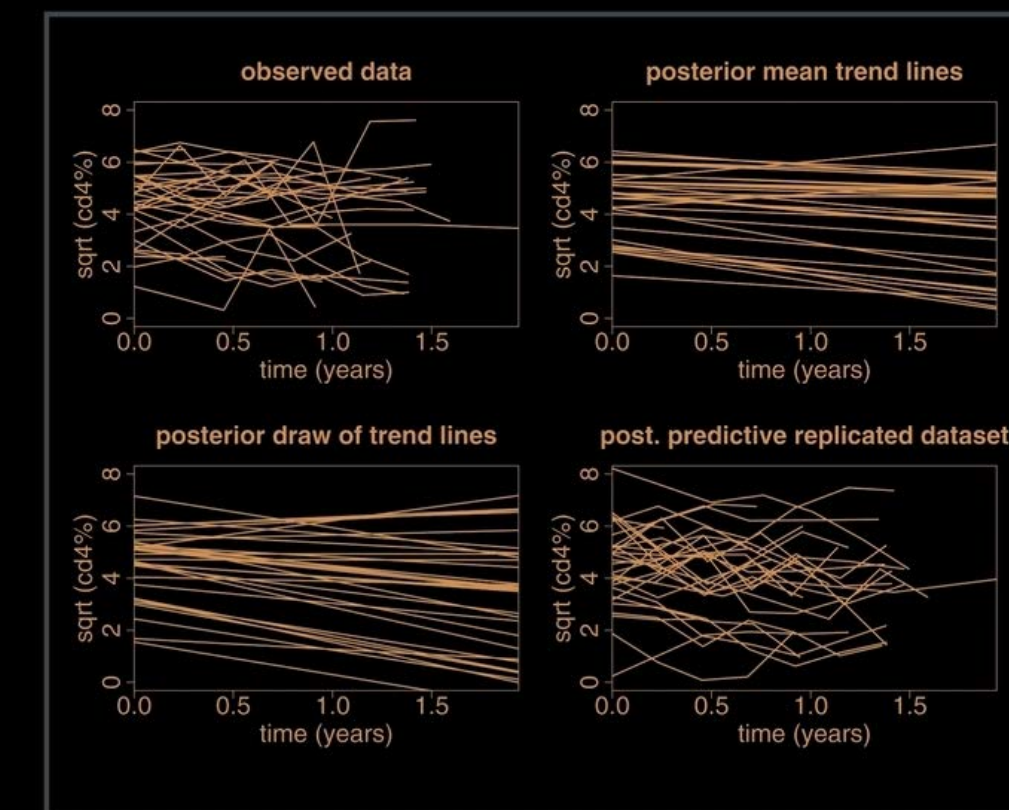 observed data
sqrt (cd4%)
8
6
4
2
0
0.0 0.5 1.0 1.5
time (years)
posterior mean trend lines
sqrt (cd4%)
8
6
4
2
0
0.0 0.5 1.0 1.5
time (years)
posterior draw of trend lines
sqrt (cd4%)
8
6
4
2
0
0.0 0.5 1.0 1.5
time (years)
post. predictive replicated dataset
sqrt (cd4%)
8
6
4
2
0
0.0 0.5 1.0 1.5
time (years)